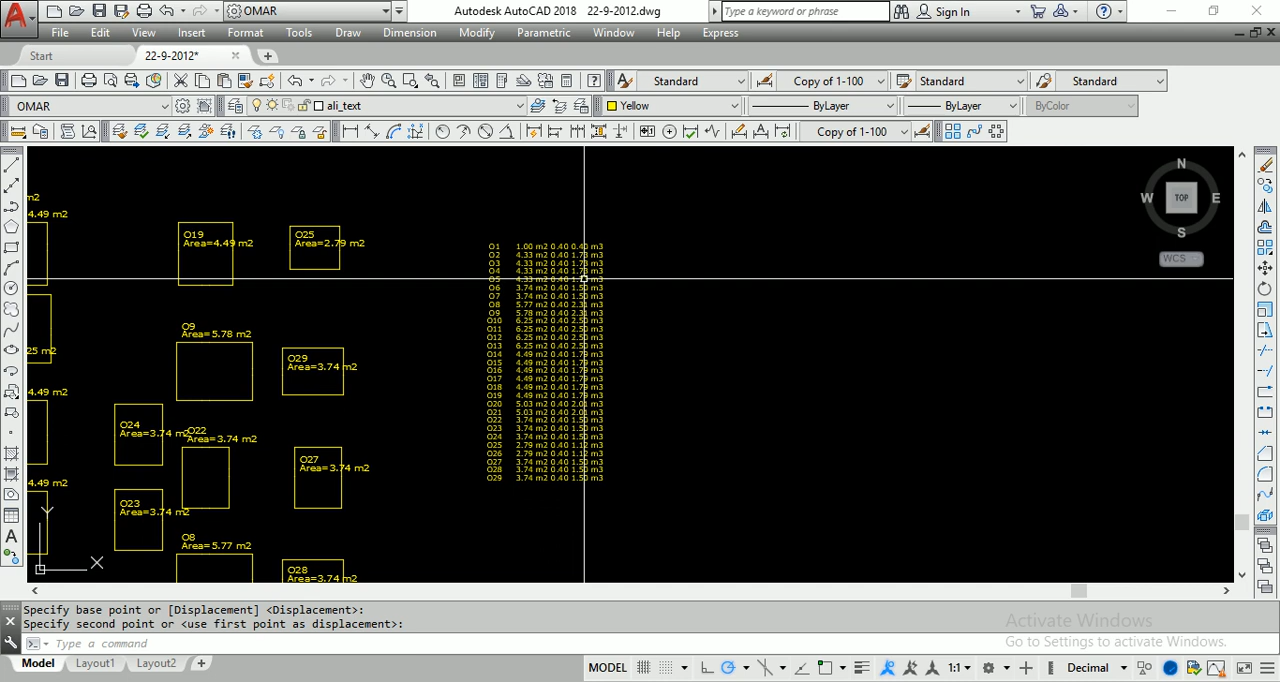 OMAR
Autodesk AutoCAD 2018 22-9-2012.dwg
Type a keyword or phrase
Sign In
File Edit View Insert Format Tools Draw Dimension Modify Parametric Window Help Express
Start 22-9-2012*
Standard Copy of 1-100 Standard Standard
OMAR ali_text Yellow ByLayer ByLayer ByColor
Copy of 1-100
N
W TOP E
S
WCS
m2
4.49 m2
O19
Area=4.49 m2
O25
Area=2.79 m2
O9
Area=5.78 m2
25 m2
O29
Area=3.74 m2
4.49 m2
O24
Area=3.74 m2
O22
Area=3.74 m2
O27
Area=3.74 m2
4.49 m2
O23
Area=3.74 m2
O8
Area=5.77 m2
O28
Area=3.74 m2
Y
X
O1 1.00 m2 0.40 0.40 m3
O2 4.33 m2 0.40 1.73 m3
O3 4.33 m2 0.40 1.73 m3
O4 4.33 m2 0.40 1.73 m3
O5 4.33 m2 0.40 m3
O6 3.74 m2 0.40 1.50 m3
O7 3.74 m2 0.40 1.50 m3
O8 5.77 m2 0.40 2.31 m3
O9 5.78 m2 0.40 2.31 m3
O10 6.25 m2 0.40 2.50 m3
O11 6.25 m2 0.40 2.50 m3
O12 6.25 m2 0.40 2.50 m3
O13 6.25 m2 0.40 2.50 m3
O14 4.49 m2 0.40 1.79 m3
O15 4.49 m2 0.40 1.79 m3
O16 4.49 m2 0.40 1.79 m3
O17 4.49 m2 0.40 1.79 m3
O18 4.49 m2 0.40 1.79 m3
O19 4.49 m2 0.40 1.79 m3
O20 5.03 m2 0.40 2.01 m3
O21 5.03 m2 0.40 2.01 m3
O22 3.74 m2 0.40 1.50 m3
O23 3.74 m2 0.40 1.50 m3
O24 3.74 m2 0.40 1.50 m3
O25 2.79 m2 0.40 1.12 m3
O26 2.79 m2 0.40 1.12 m3
O27 3.74 m2 0.40 1.50 m3
O28 3.74 m2 0.40 1.50 m3
O29 3.74 m2 0.40 1.50 m3
Specify base point or [Displacement] <Displacement>:
Specify second point or <use first point as displacement>:
Type a command
Activate Windows
Go to Settings to activate Windows.
Model Layout1 Layout2 +
MODEL 1:1 Decimal